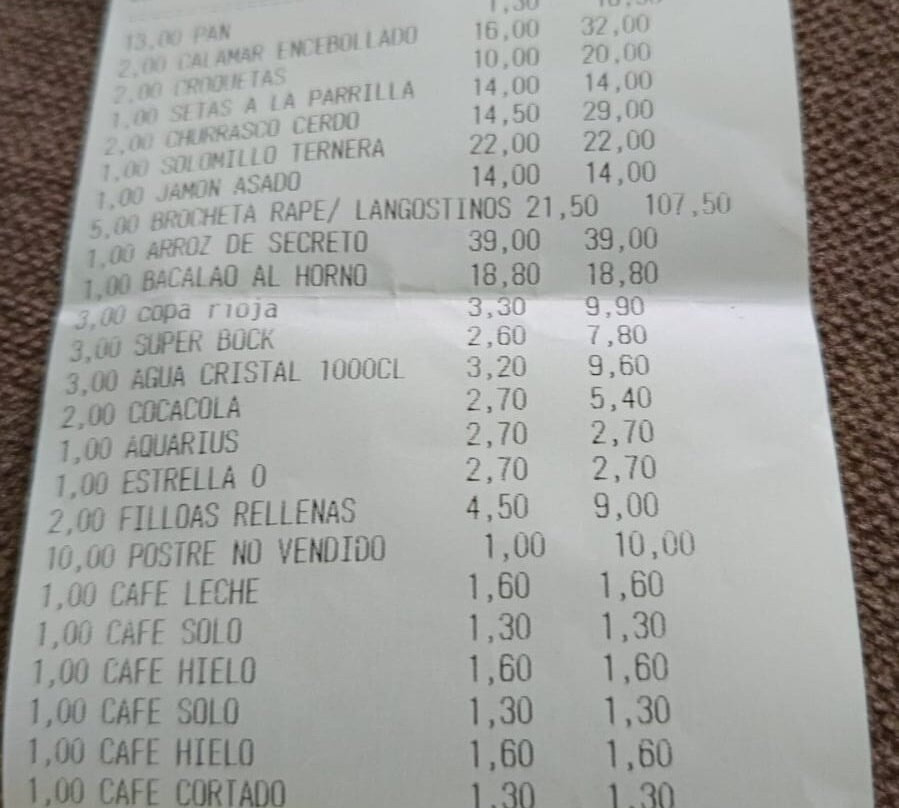 13,00 PAN 1,30
2,00 CALAMAR ENCEBOLLADO 16,00 32,00
2,00 CROQUETAS 10,00 20,00
1,00 SETAS A LA PARRILLA 14,00 14,00
2,00 CHURRASCO CERDO 14,50 29,00
1,00 SOLOMILLO TERNERA 22,00 22,00
1,00 JAMON ASADO 14,00 14,00
5,00 BROCHETA RAPE/ LANGOSTINOS 21,50 107,50
1,00 ARROZ DE SECRETO 39,00 39,00
1,00 BACALAO AL HORNO 18,80 18,80
3,00 copa rioja 3,30 9,90
3,00 SUPER BOCK 2,60 7,80
3,00 AGUA CRISTAL 1000CL 3,20 9,60
2,00 COCACOLA 2,70 5,40
1,00 AQUARIUS 2,70 2,70
1,00 ESTRELLA 0 2,70 2,70
2,00 FILLOAS RELLENAS 4,50 9,00
10,00 POSTRE NO VENDIDO 1,00 10,00
1,00 CAFE LECHE 1,60 1,60
1,00 CAFE SOLO 1,30 1,30
1,00 CAFE HIELO 1,60 1,60
1,00 CAFE SOLO 1,30 1,30
1,00 CAFE HIELO 1,60 1,60
1,00 CAFE CORTADO 1,30 1,30